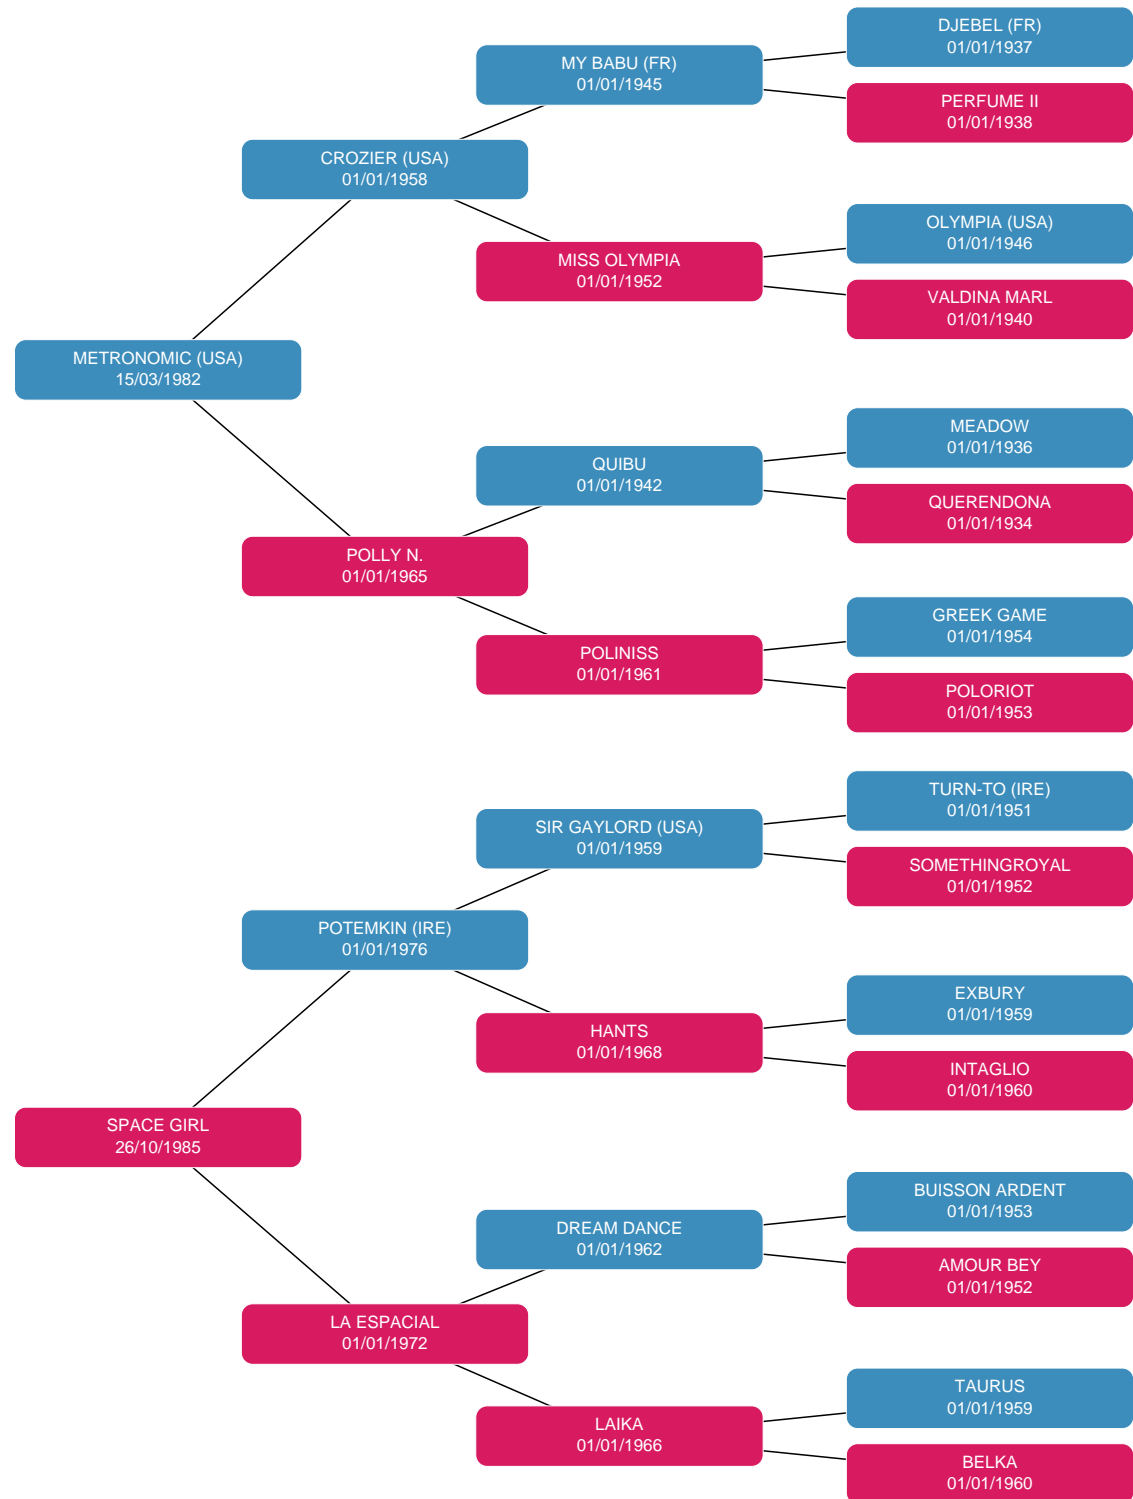 DJEBEL (FR)
01/01/1937
MY BABU (FR)
01/01/1945
PERFUME II
01/01/1938
CROZIER (USA)
01/01/1958
OLYMPIA (USA)
01/01/1946
MISS OLYMPIA
01/01/1952
VALDINA MARL
01/01/1940
METRONOMIC (USA)
15/03/1982
MEADOW
01/01/1936
QUIBU
01/01/1942
QUERENDONA
01/01/1934
POLLY N.
01/01/1965
GREEK GAME
01/01/1954
POLINISS
01/01/1961
POLORIOT
01/01/1953
TURN-TO (IRE)
01/01/1951
SIR GAYLORD (USA)
01/01/1959
SOMETHINGROYAL
01/01/1952
POTEMKIN (IRE)
01/01/1976
EXBURY
01/01/1959
HANTS
01/01/1968
INTAGLIO
01/01/1960
SPACE GIRL
26/10/1985
BUISSON ARDENT
01/01/1953
DREAM DANCE
01/01/1962
AMOUR BEY
01/01/1952
LA ESPACIAL
01/01/1972
TAURUS
01/01/1959
LAIKA
01/01/1966
BELKA
01/01/1960